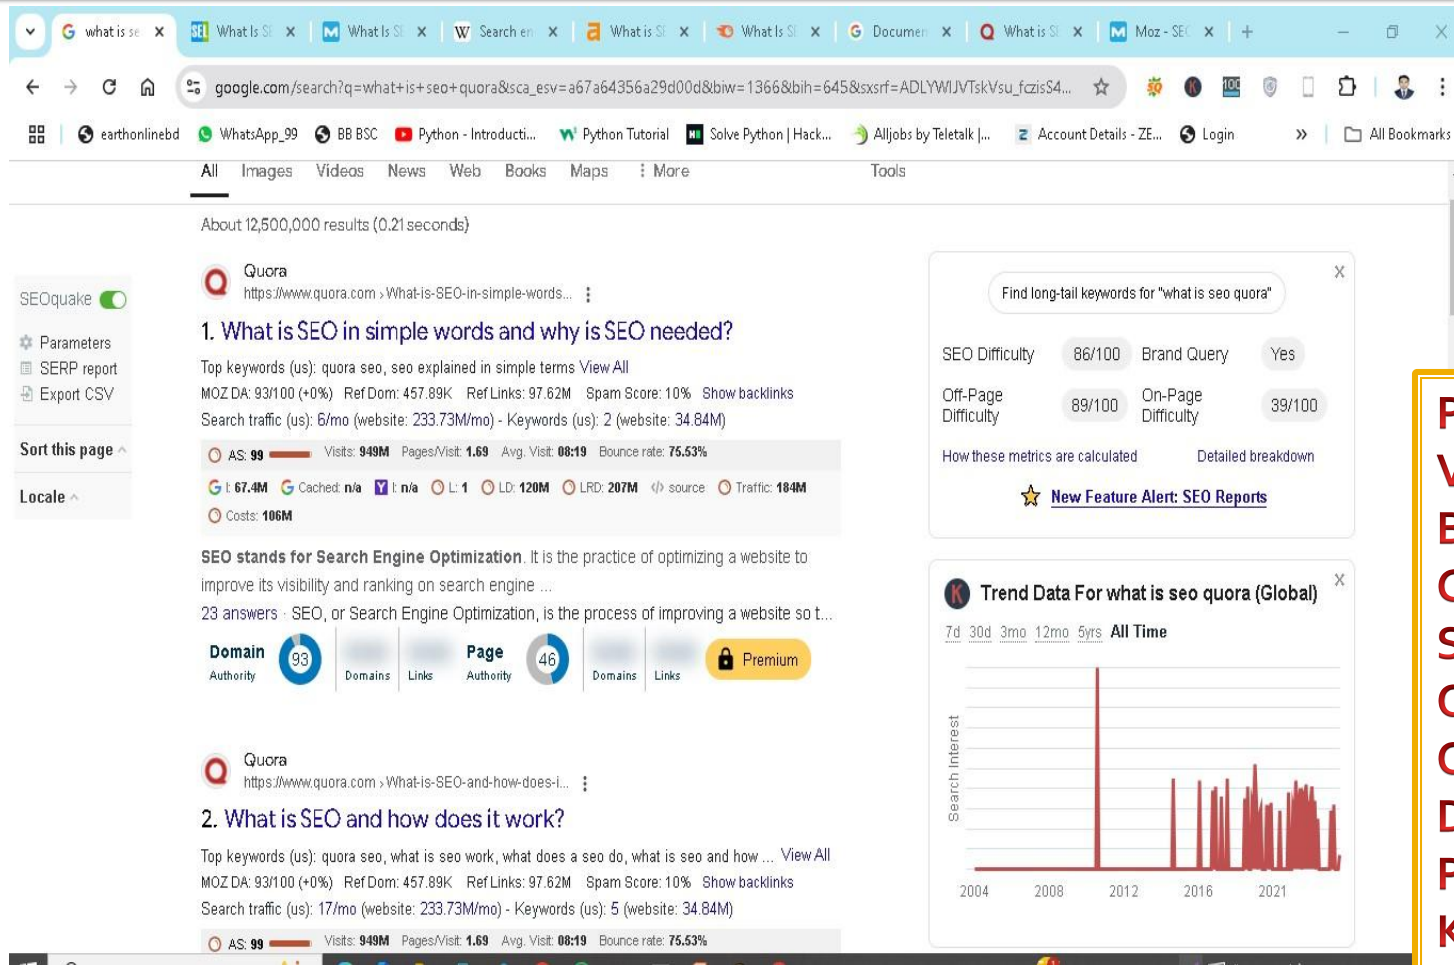 what is se
What Is S
What Is S
Search en
What is S
What Is S
Documen
What is S
Moz - SEO
google.com/search?q=what+is+seo+quora&sca_esv=a67a64356a29d00d&biw=1366&bih=645&sxsrf=ADLYWIJVTskVsu_fczisS4...
earthonlinebd WhatsApp_99 BB BSC Python - Introducti... Python Tutorial Solve Python | Hack... Alljobs by Teletalk |... Account Details - ZE... Login » All Bookmarks
All Images Videos News Web Books Maps More Tools
About 12,500,000 results (0.21 seconds)
SEOquake
Parameters
SERP report
Export CSV
Sort this page
Locale
Quora
https://www.quora.com › What-is-SEO-in-simple-words...
1. What is SEO in simple words and why is SEO needed?
Top keywords (us): quora seo, seo explained in simple terms View All
MOZ DA: 93/100 (+0%) Ref Dom: 457.89K Ref Links: 97.62M Spam Score: 10% Show backlinks
Search traffic (us): 6/mo (website: 233.73M/mo) - Keywords (us): 2 (website: 34.84M)
AS: 99 Visits: 949M Pages/Visit: 1.69 Avg. Visit: 08:19 Bounce rate: 75.53%
I: 67.4M Cached: n/a I: n/a L: 1 LD: 120M LRD: 207M </> source Traffic: 184M
Costs: 106M
SEO stands for Search Engine Optimization. It is the practice of optimizing a website to
improve its visibility and ranking on search engine ...
23 answers · SEO, or Search Engine Optimization, is the process of improving a website so t...
Domain Authority 93 Domains Links Page Authority 46 Domains Links Premium
Quora
https://www.quora.com › What-is-SEO-and-how-does-i...
2. What is SEO and how does it work?
Top keywords (us): quora seo, what is seo work, what does a seo do, what is seo and how ... View All
MOZ DA: 93/100 (+0%) Ref Dom: 457.89K Ref Links: 97.62M Spam Score: 10% Show backlinks
Search traffic (us): 17/mo (website: 233.73M/mo) - Keywords (us): 5 (website: 34.84M)
AS: 99 Visits: 949M Pages/Visit: 1.69 Avg. Visit: 08:19 Bounce rate: 75.53%
X
Find long-tail keywords for "what is seo quora"
SEO Difficulty 86/100 Brand Query Yes
Off-Page Difficulty 89/100 On-Page Difficulty 39/100
How these metrics are calculated Detailed breakdown
New Feature Alert: SEO Reports
X
K Trend Data For what is seo quora (Global)
7d 30d 3mo 12mo 5yrs All Time
Search Interest
2004 2008 2012 2016 2021